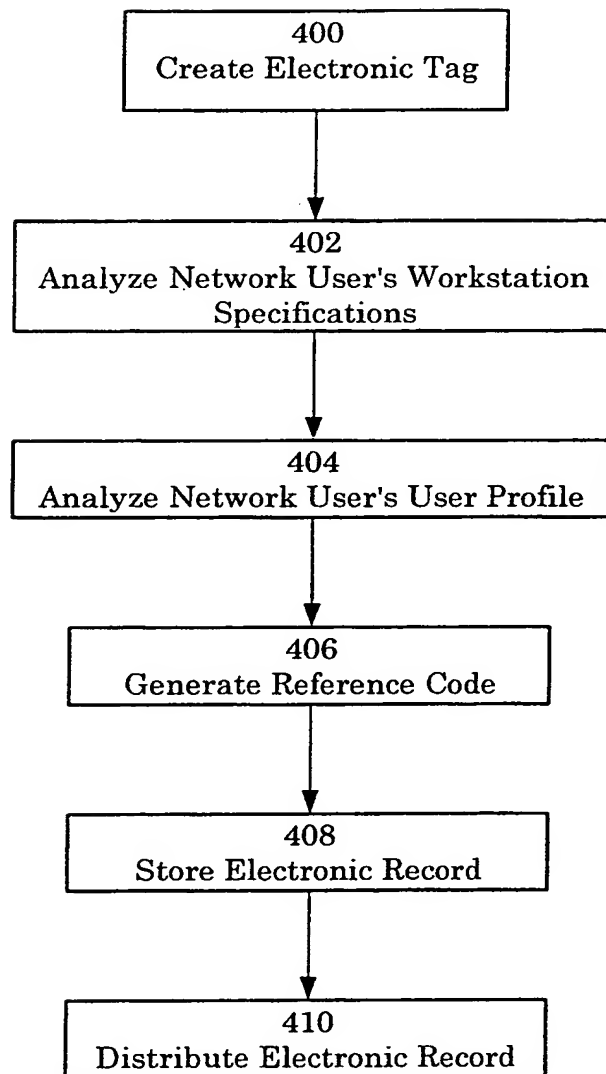 400
Create Electronic Tag
402
Analyze Network User's Workstation
Specifications
404
Analyze Network User's User Profile
406
Generate Reference Code
408
Store Electronic Record
410
Distribute Electronic Record